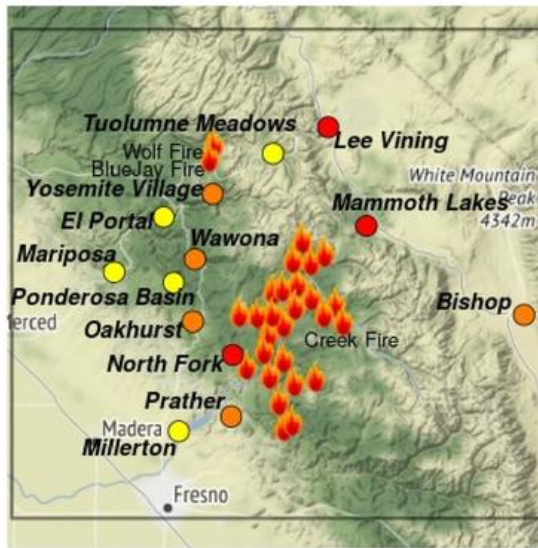 Tuolumne Meadows
Lee Vining
Wolf Fire
BlueJay Fire
White Mountain
Peak
4342m
Yosemite Village
Mammoth Lakes
El Portal
Wawona
Mariposa
Ponderosa Basin
Bishop
erced
Oakhurst
Creek Fire
North Fork
Prather
Madera
Millerton
Fresno